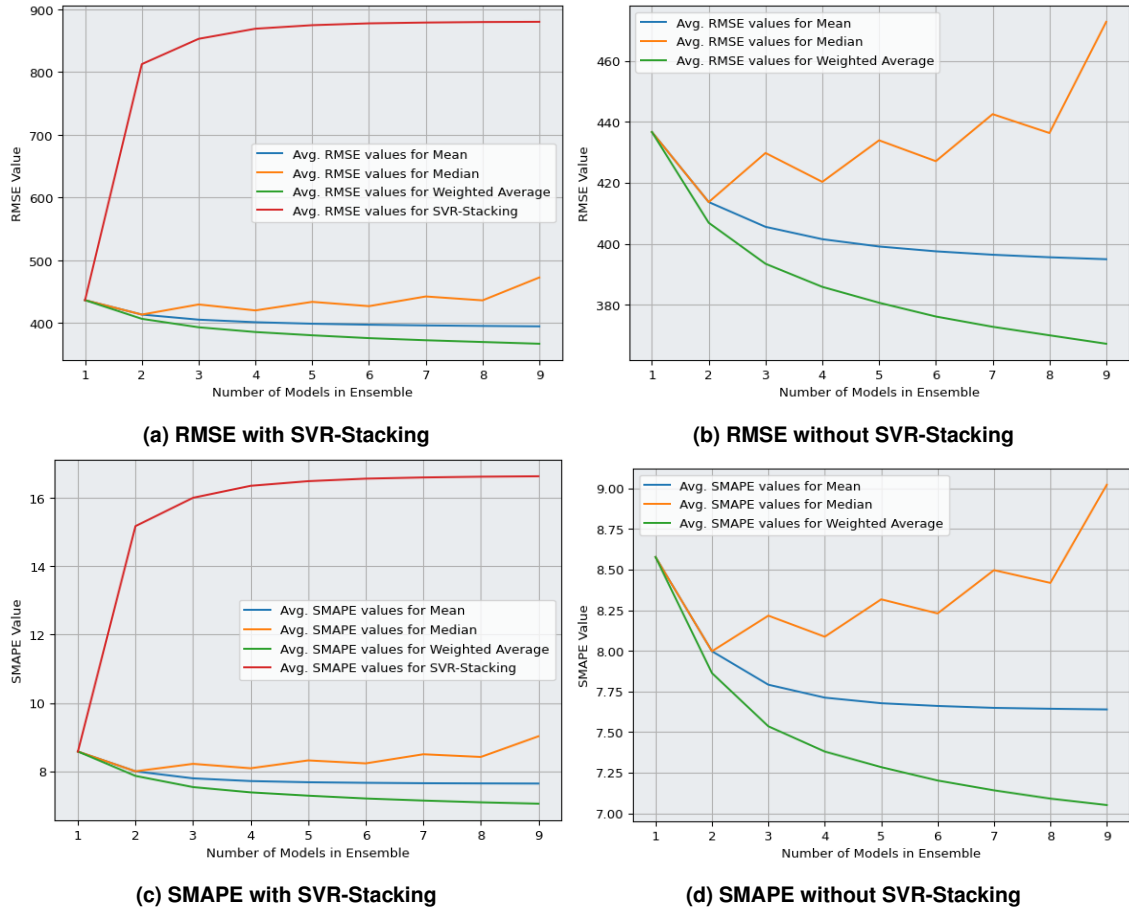 900
800
700
600
500
400
RMSE Value
Avg. RMSE values for Mean
Avg. RMSE values for Median
Avg. RMSE values for Weighted Average
Avg. RMSE values for SVR-Stacking
1 2 3 4 5 6 7 8 9
Number of Models in Ensemble
(a) RMSE with SVR-Stacking
460
440
420
400
380
RMSE Value
Avg. RMSE values for Mean
Avg. RMSE values for Median
Avg. RMSE values for Weighted Average
1 2 3 4 5 6 7 8 9
Number of Models in Ensemble
(b) RMSE without SVR-Stacking
16
14
12
10
8
SMAPE Value
Avg. SMAPE values for Mean
Avg. SMAPE values for Median
Avg. SMAPE values for Weighted Average
Avg. SMAPE values for SVR-Stacking
1 2 3 4 5 6 7 8 9
Number of Models in Ensemble
(c) SMAPE with SVR-Stacking
9.00
8.75
8.50
8.25
8.00
7.75
7.50
7.25
7.00
SMAPE Value
Avg. SMAPE values for Mean
Avg. SMAPE values for Median
Avg. SMAPE values for Weighted Average
1 2 3 4 5 6 7 8 9
Number of Models in Ensemble
(d) SMAPE without SVR-Stacking